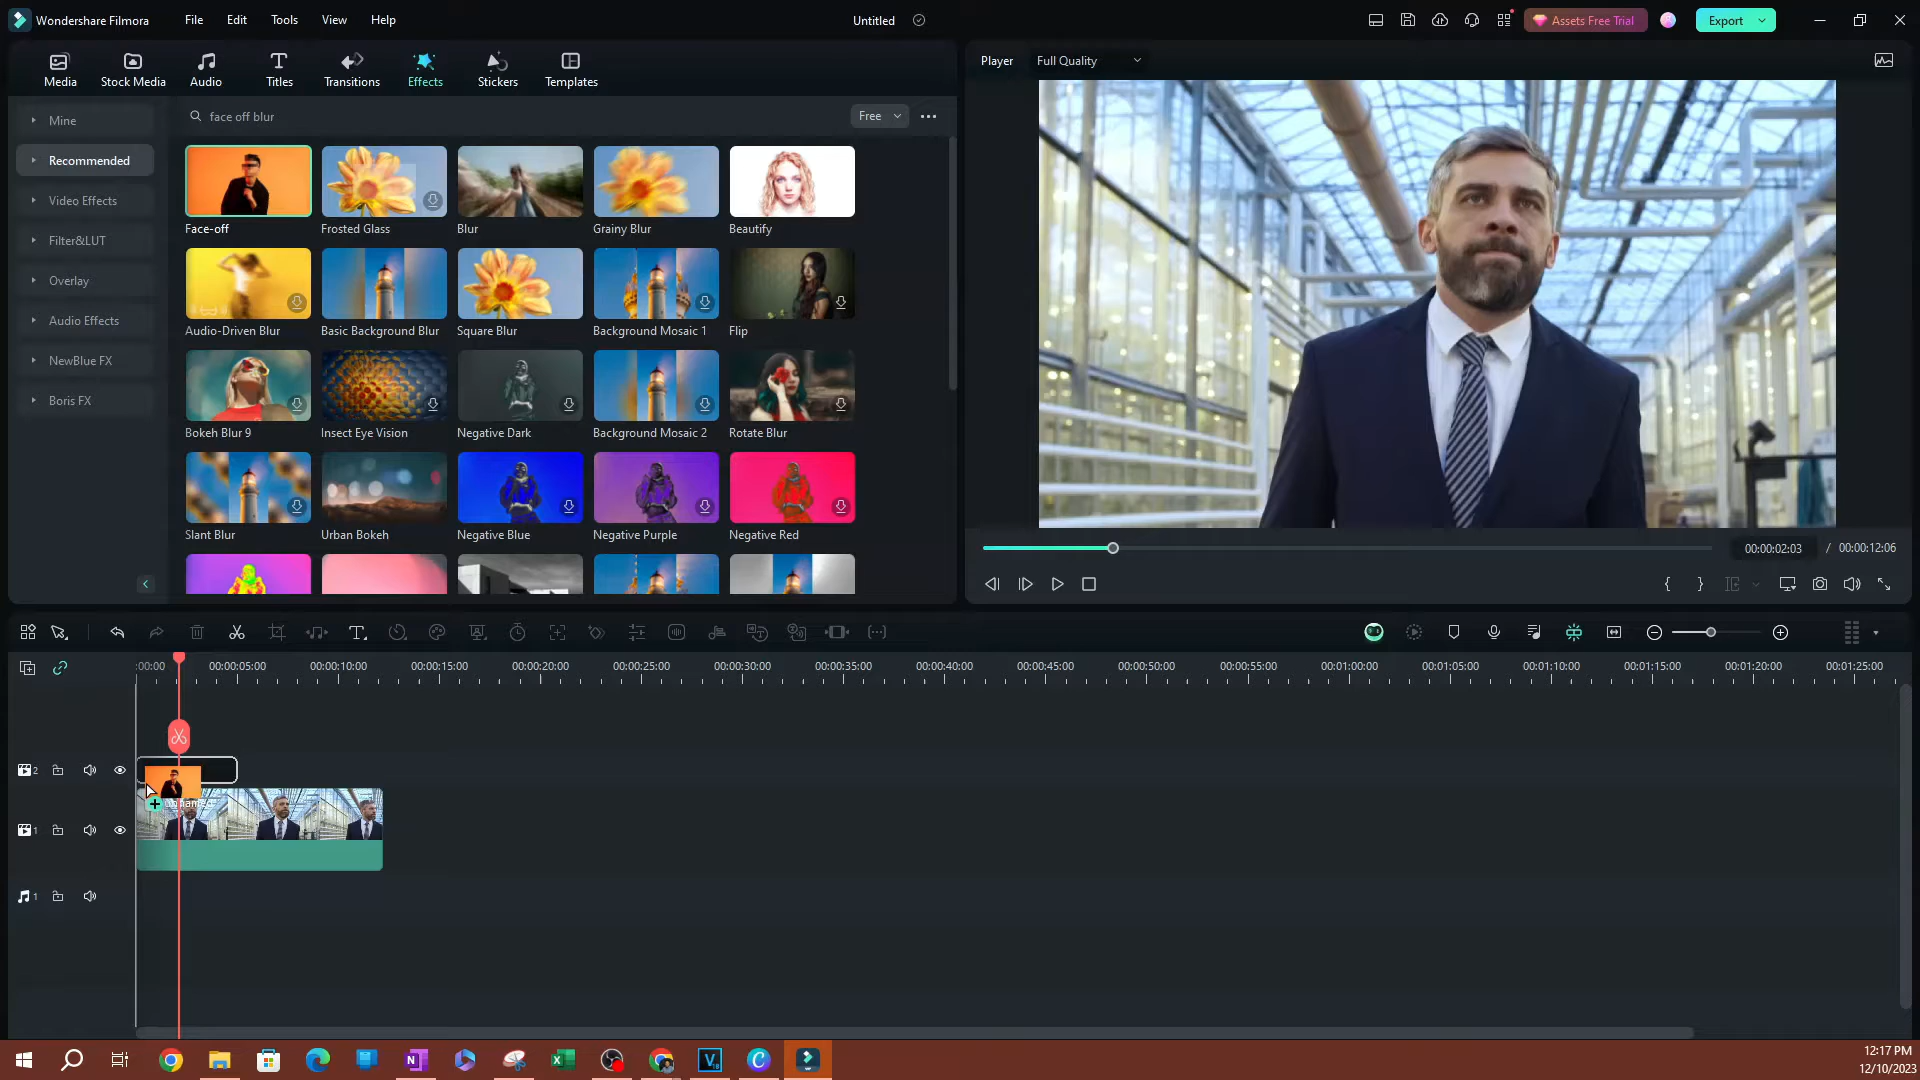 Wondershare Filmora
File
Edit
Tools
View
Help
Untitled
Assets Free Trial
Export
Media
Stock Media
Audio
Titles
Transitions
Effects
Stickers
Templates
Player
Full Quality
Mine
Recommended
Video Effects
Filter&LUT
Overlay
Audio Effects
NewBlue FX
Boris FX
face off blur
Free
Face-off
Frosted Glass
Blur
Grainy Blur
Beautify
Audio-Driven Blur
Basic Background Blur
Square Blur
Background Mosaic 1
Flip
Bokeh Blur 9
Insect Eye Vision
Negative Dark
Background Mosaic 2
Rotate Blur
Slant Blur
Urban Bokeh
Negative Blue
Negative Purple
Negative Red
00:00:02:03 / 00:00:12:06
:00:00
00:00:05:00
00:00:10:00
00:00:15:00
00:00:20:00
00:00:25:00
00:00:30:00
00:00:35:00
00:00:40:00
00:00:45:00
00:00:50:00
00:00:55:00
00:01:00:00
00:01:05:00
00:01:10:00
00:01:15:00
00:01:20:00
00:01:25:00
2
1
1
12:17 PM
12/10/2023